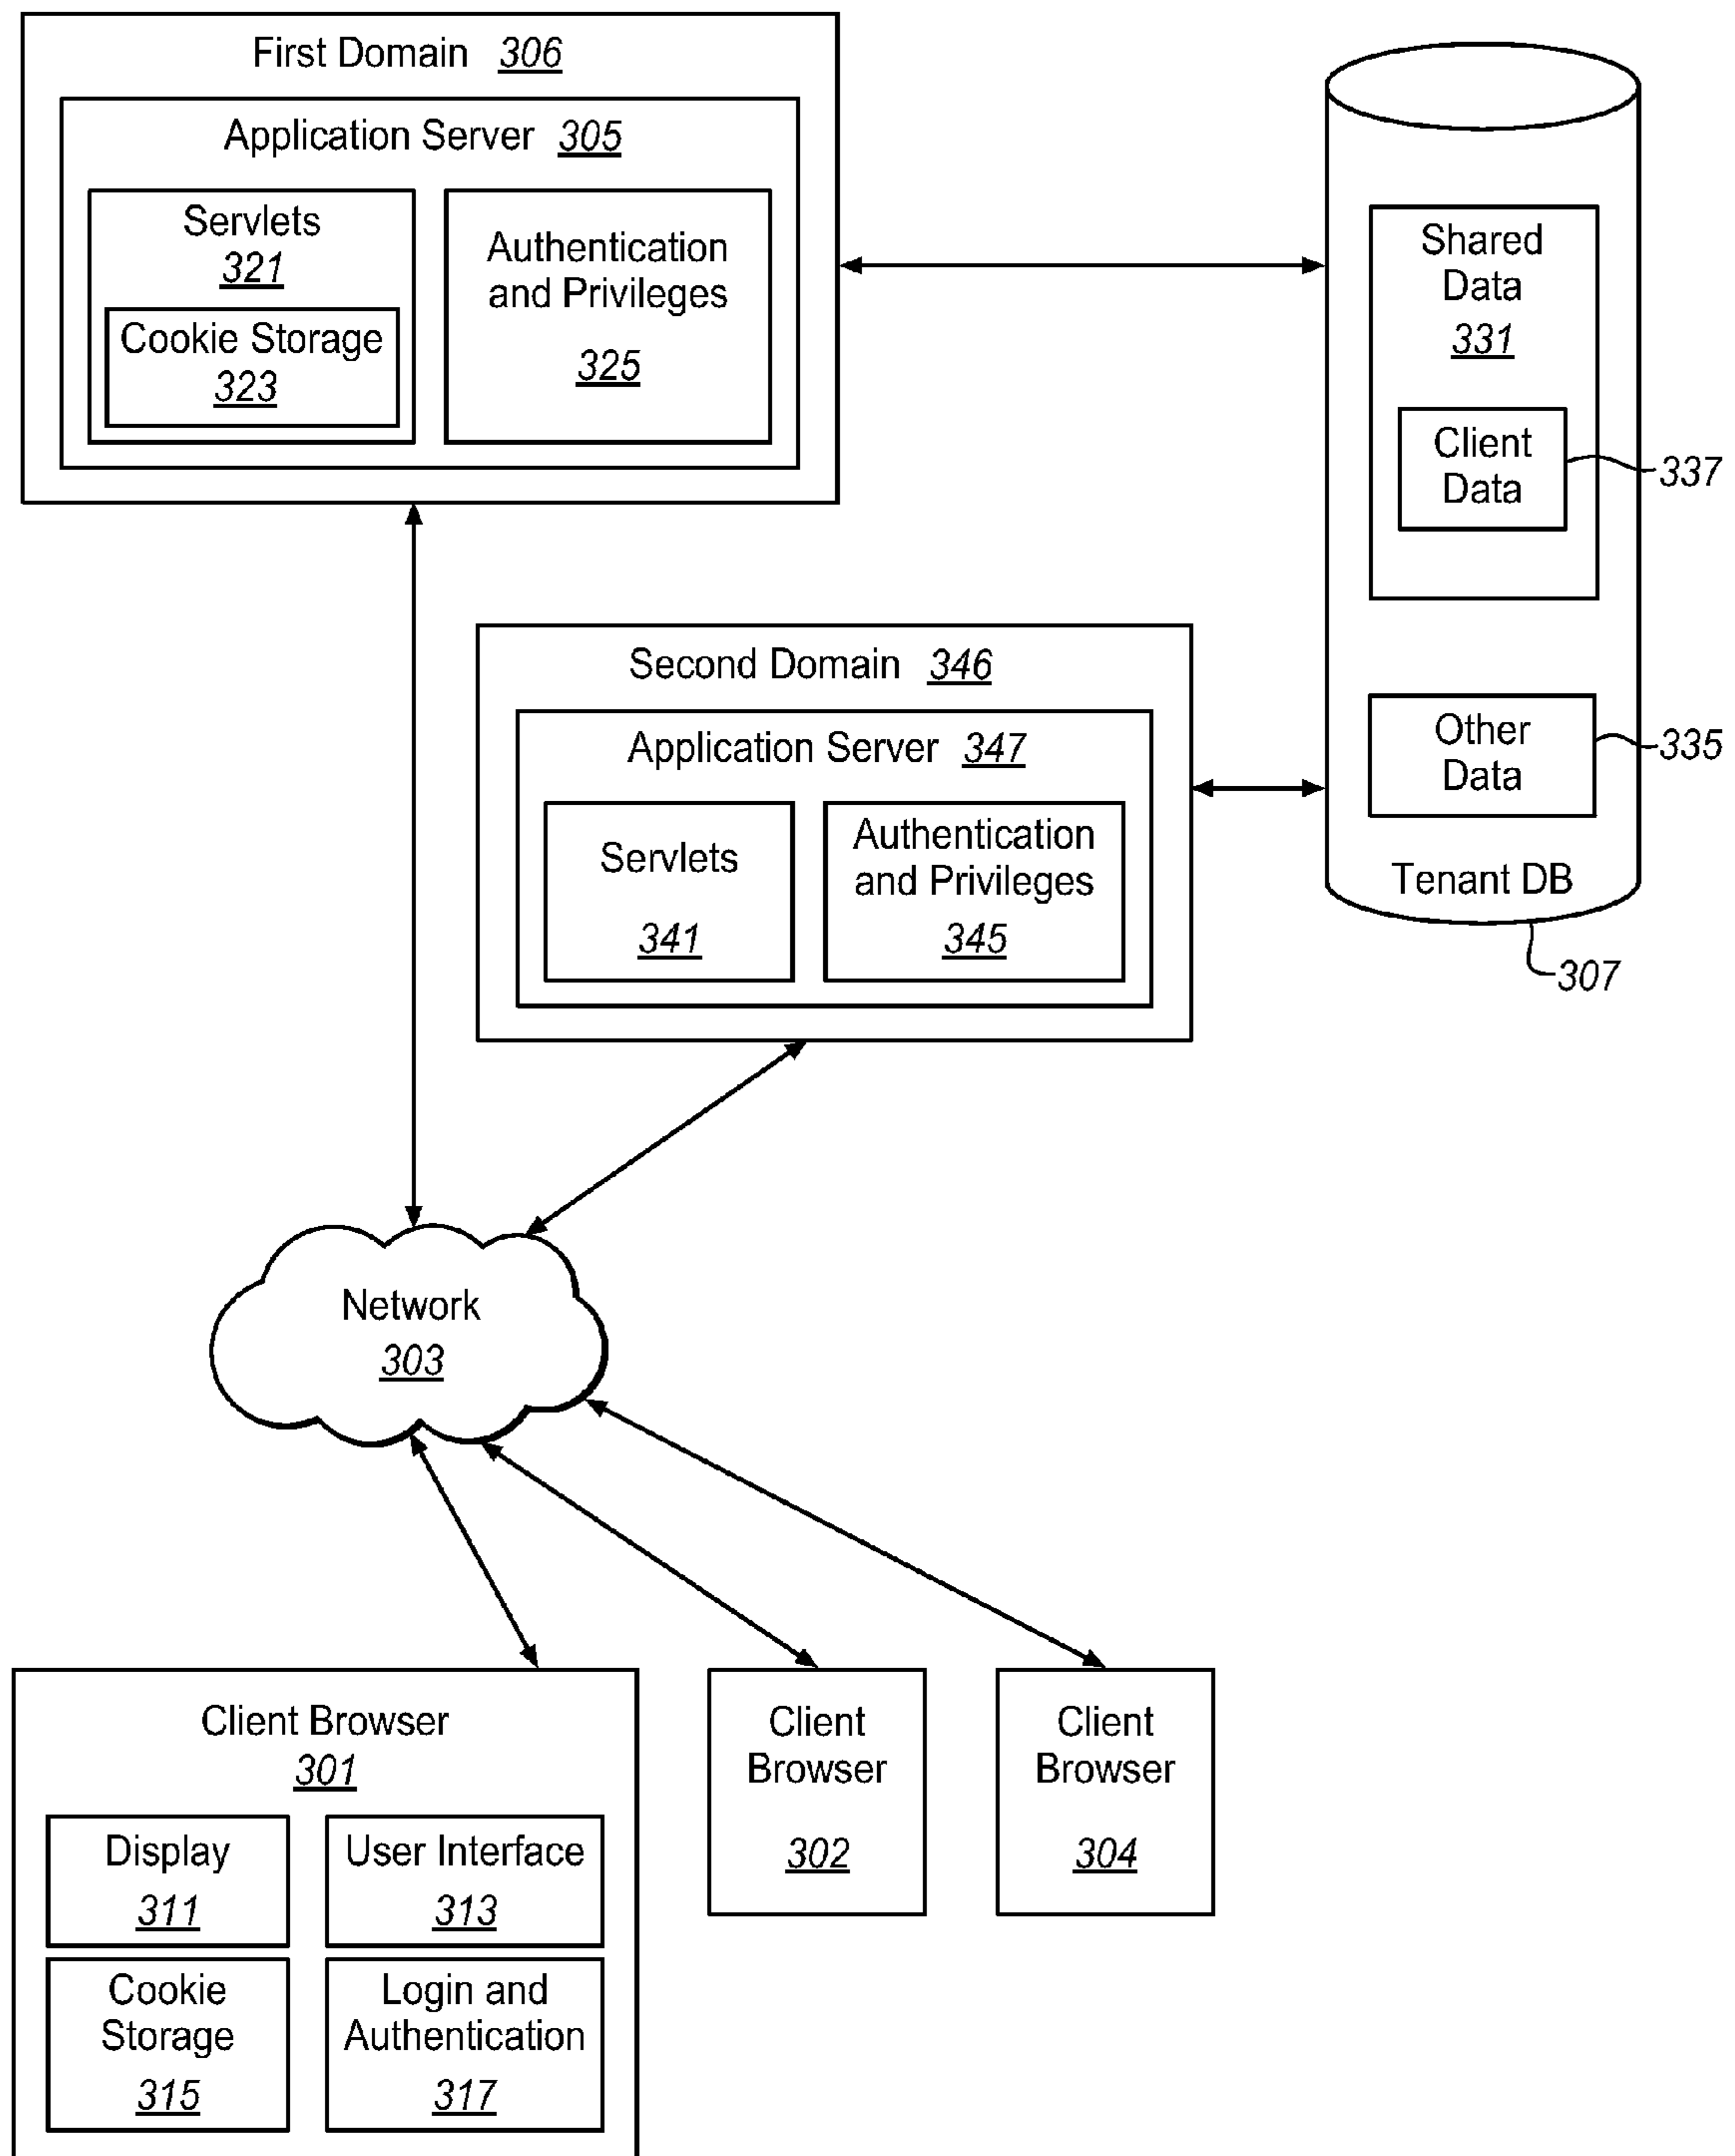 First Domain 306
Application Server 305
Servlets
321
Cookie Storage
323
Authentication
and Privileges
325
Shared
Data
331
Client
Data
337
Other
Data
335
Tenant DB
307
Second Domain 346
Application Server 347
Servlets
341
Authentication
and Privileges
345
Network
303
Client Browser
301
Display
311
User Interface
313
Cookie
Storage
315
Login and
Authentication
317
Client
Browser
302
Client
Browser
304